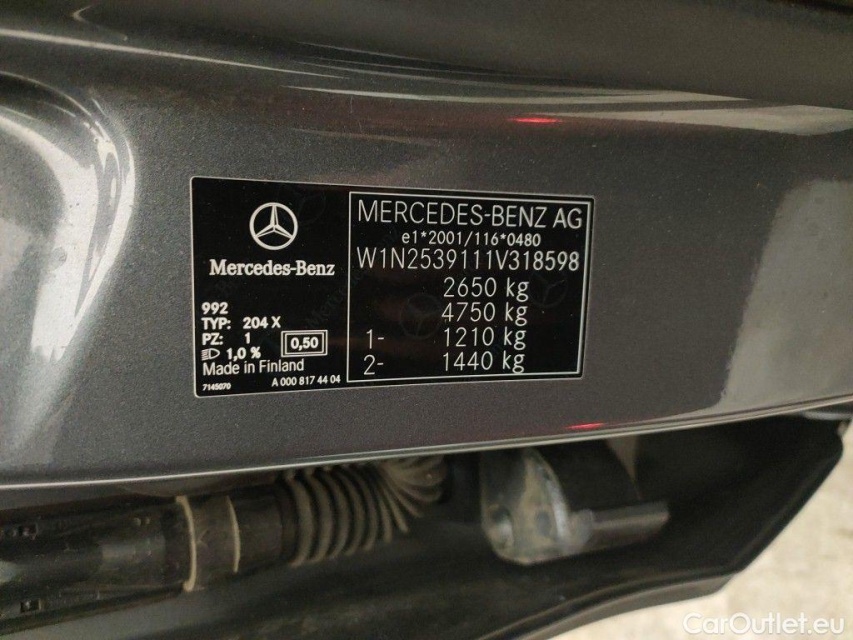 Mercedes-Benz
992
TYP: 204 X
PZ: 1
1,0 %
0,50
Made in Finland
7145070
A 000 817 44 04
MERCEDES-BENZ AG
e1*2001/116*0480
W1N2539111V318598
2650 kg
4750 kg
1- 1210 kg
2- 1440 kg
CarOutlet.eu